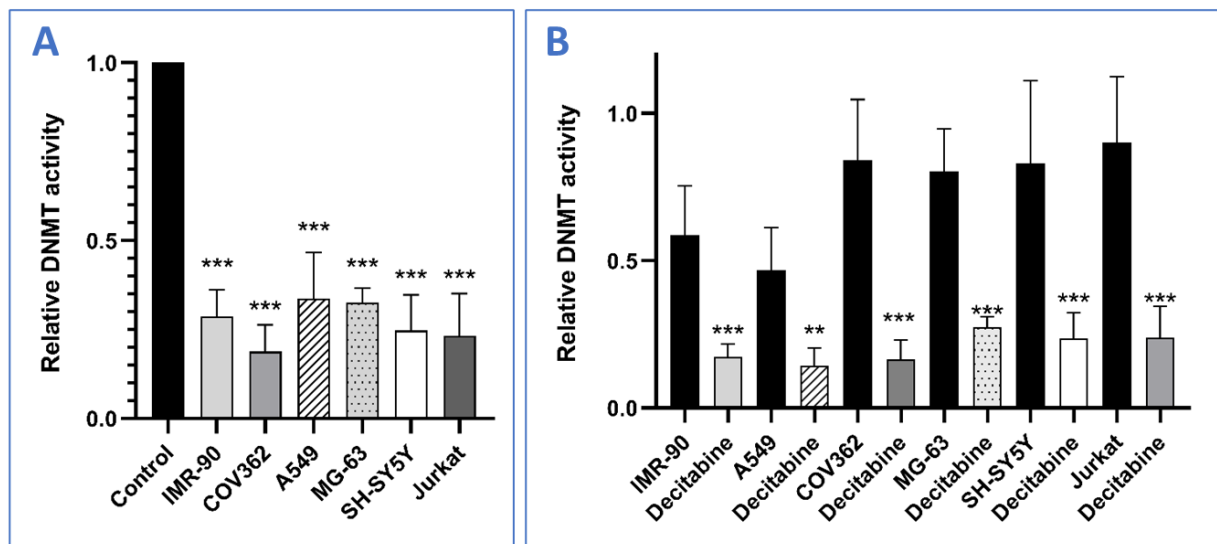 A
Relative DNMT activity
1.0
0.5
0.0
***
***
***
***
***
***
Control
IMR-90
COV362
A549
MG-63
SH-SY5Y
Jurkat
B
Relative DNMT activity
1.0
0.5
0.0
***
**
***
***
***
***
IMR-90
Decitabine
A549
Decitabine
COV362
Decitabine
MG-63
Decitabine
SH-SY5Y
Decitabine
Jurkat
Decitabine